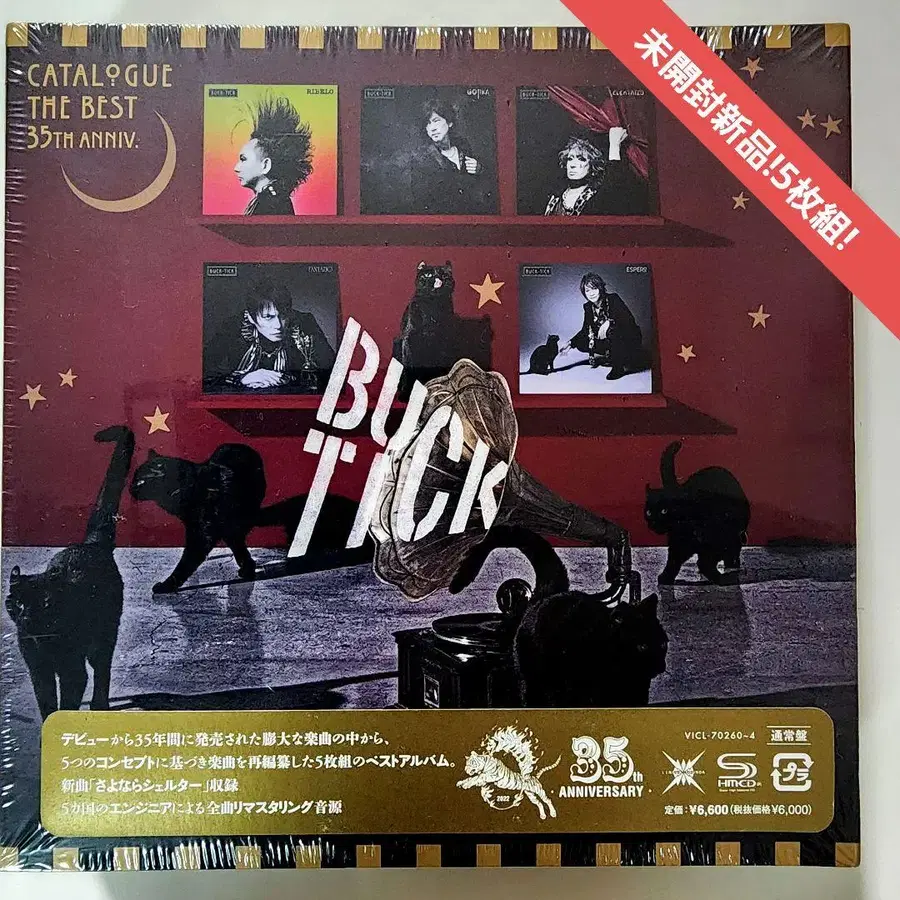 未開封新品!5枚組!
CATALOGUE
THE BEST
35TH ANNIV.
BUCK-TICK
RIBELO
BUCK-TICK
GOTIKA
BUCK-TICK
ELEKTRIZO
BUCK-TICK
FANTAZIO
BUCK-TICK
ESPERO
BUCK
TICK
デビューから35年間に発売された膨大な楽曲の中から、
5つのコンセプトに基づき楽曲を再編纂した5枚組のベストアルバム。
新曲「さよならシェルター」収録
5カ国のエンジニアによる全曲リマスタリング音源
2022
35th
ANNIVERSARY
VICL-70260~4
通常盤
SHM-CD
定価:¥6,600(税抜価格¥6,000)